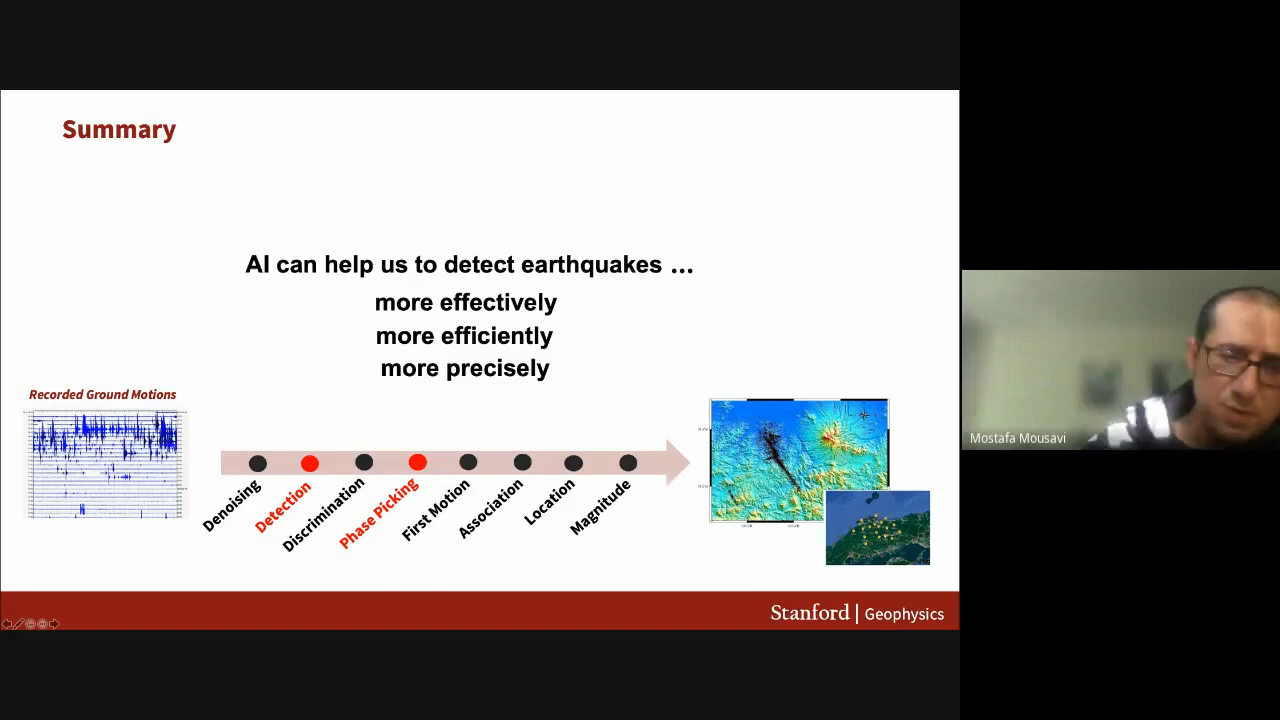 Summary
AI can help us to detect earthquakes ...
more effectively
more efficiently
more precisely
Recorded Ground Motions
Denoising
Detection
Discrimination
Phase Picking
First Motion
Association
Location
Magnitude
Stanford | Geophysics
Mostafa Mousavi